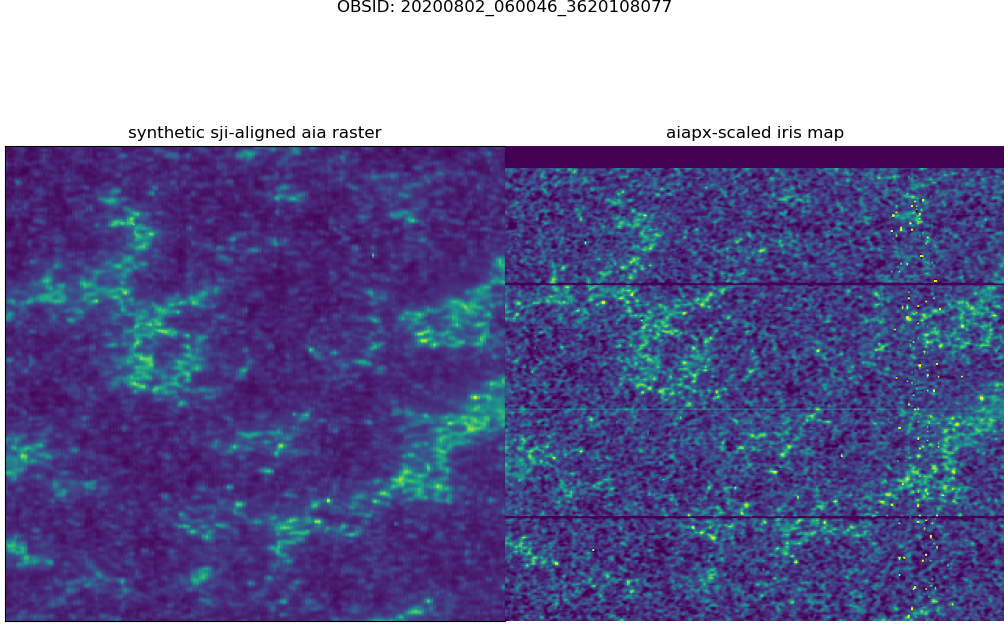 OBSID: 20200802_060046_3620108077
synthetic sji-aligned aia raster
aiapx-scaled iris map